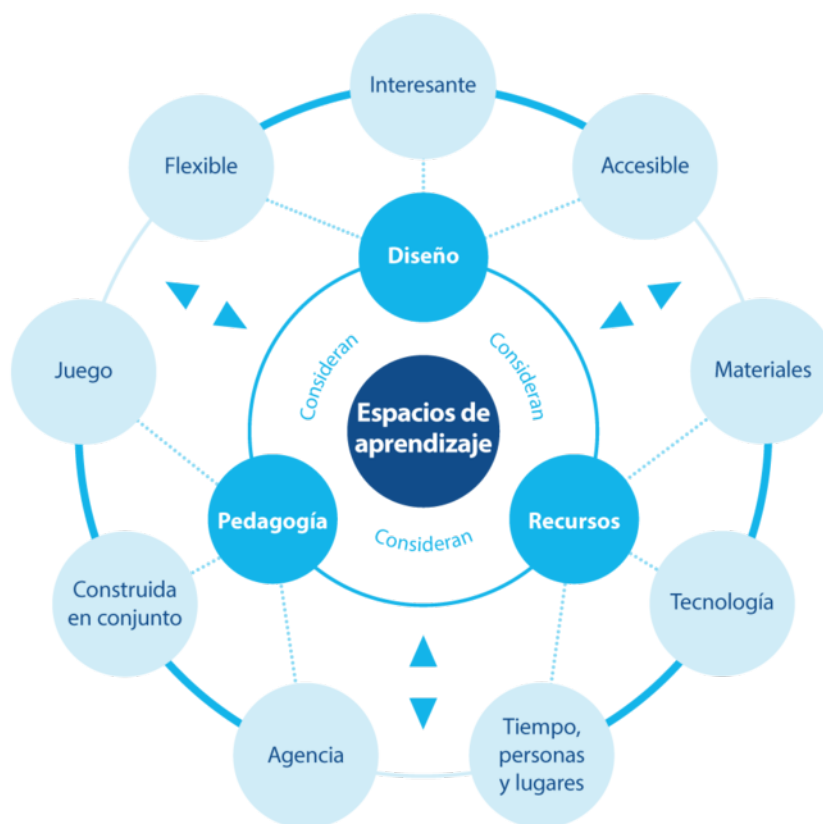 Interesante
Flexible
Accesible
Diseño
Consideran
Consideran
Juego
Materiales
Espacios de
aprendizaje
Pedagogía
Recursos
Consideran
Construida
en conjunto
Tecnología
Agencia
Tiempo,
personas
y lugares